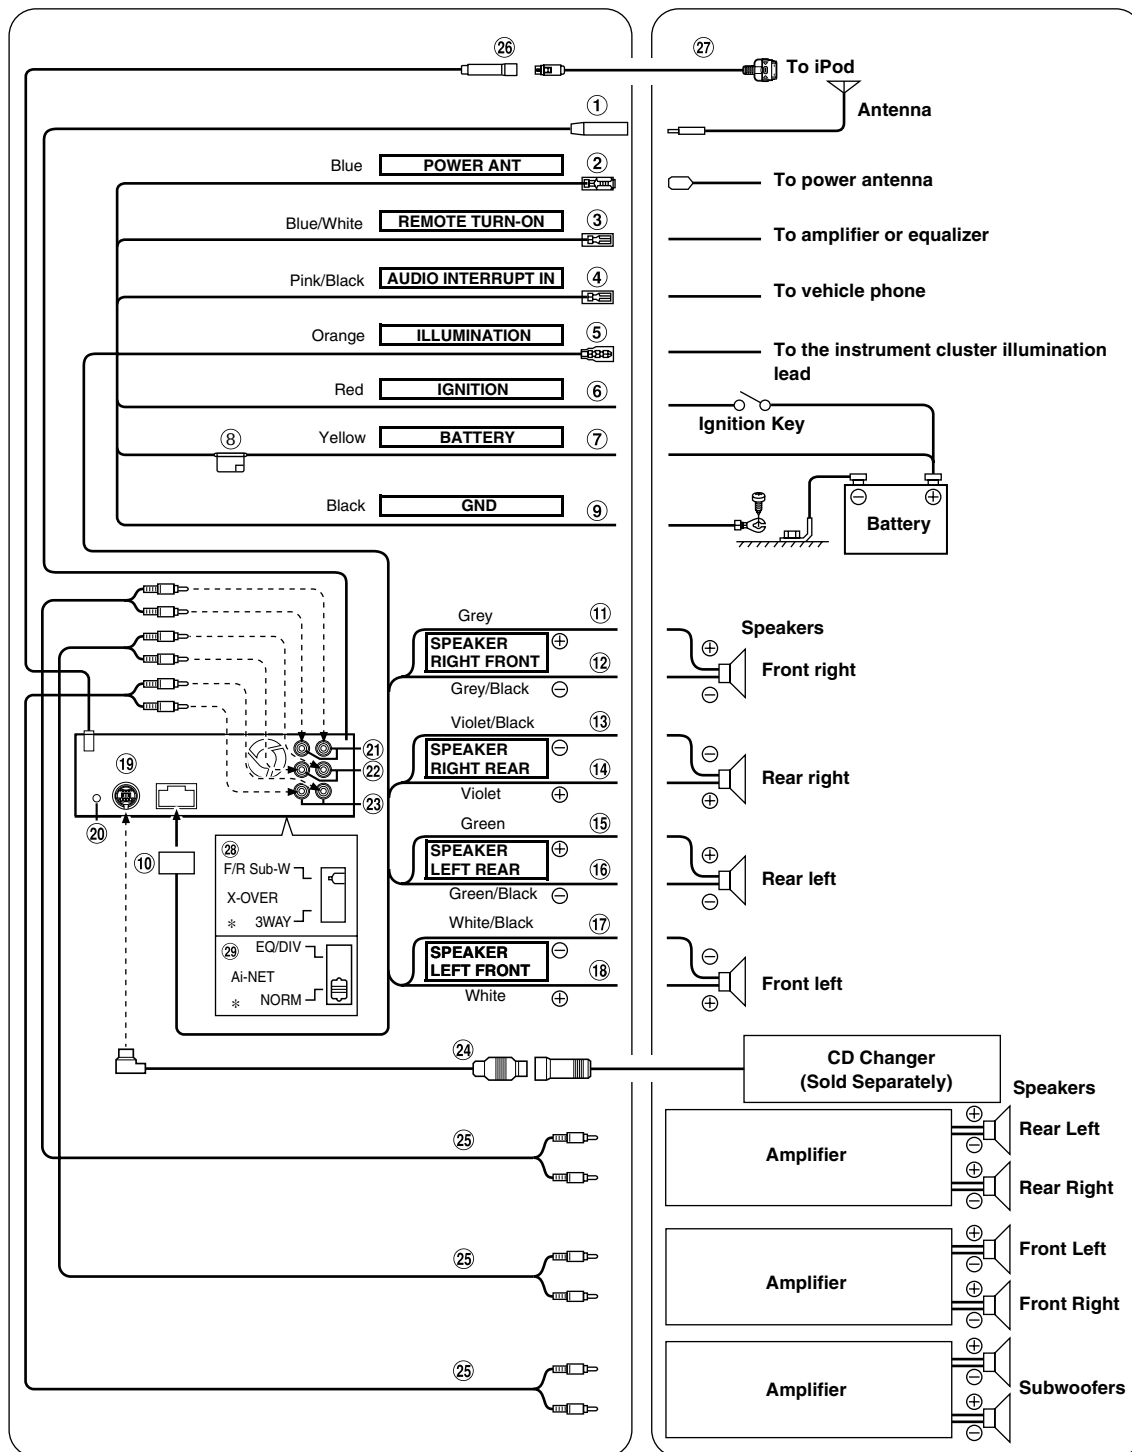 26
27
To iPod
1
Antenna
Blue
POWER ANT
2
To power antenna
Blue/White
REMOTE TURN-ON
3
To amplifier or equalizer
Pink/Black
AUDIO INTERRUPT IN
4
To vehicle phone
Orange
ILLUMINATION
5
To the instrument cluster illumination
lead
Red
IGNITION
6
Ignition Key
8
Yellow
BATTERY
7
Black
GND
9
⊖
⊕
Battery
Grey
11
Speakers
SPEAKER
RIGHT FRONT
⊕
12
Grey/Black
⊖
⊕
⊖
Front right
Violet/Black
13
SPEAKER
RIGHT REAR
⊖
14
Violet
⊕
⊖
⊕
Rear right
Green
15
SPEAKER
LEFT REAR
⊕
16
Green/Black
⊖
⊕
⊖
Rear left
White/Black
17
SPEAKER
LEFT FRONT
⊖
18
White
⊕
⊖
⊕
Front left
19
20
21
22
23
10
28
F/R Sub-W
X-OVER
* 3WAY
29
EQ/DIV
Ai-NET
* NORM
24
CD Changer
(Sold Separately)
Speakers
25
Amplifier
⊕
⊖
Rear Left
⊕
⊖
Rear Right
25
Amplifier
⊕
⊖
Front Left
⊕
⊖
Front Right
25
Amplifier
⊕
⊖
⊕
⊖
Subwoofers